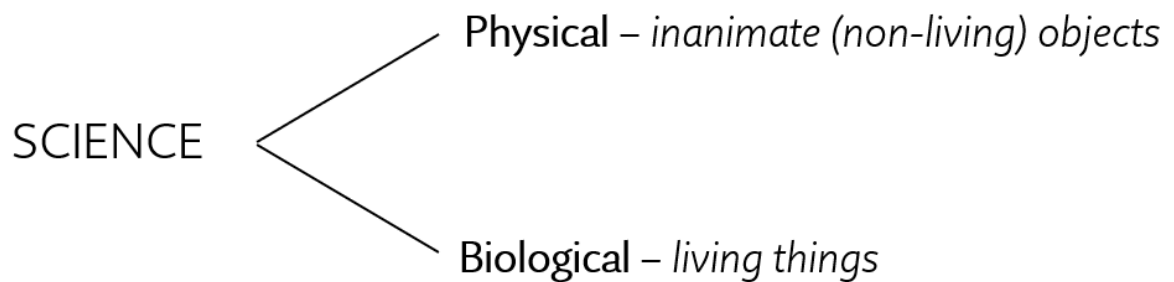 Physical – inanimate (non-living) objects
SCIENCE
Biological – living things